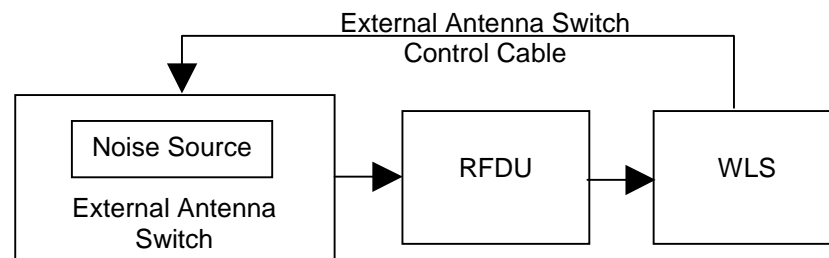 External Antenna Switch
Control Cable
Noise Source
External Antenna
Switch
RFDU
WLS